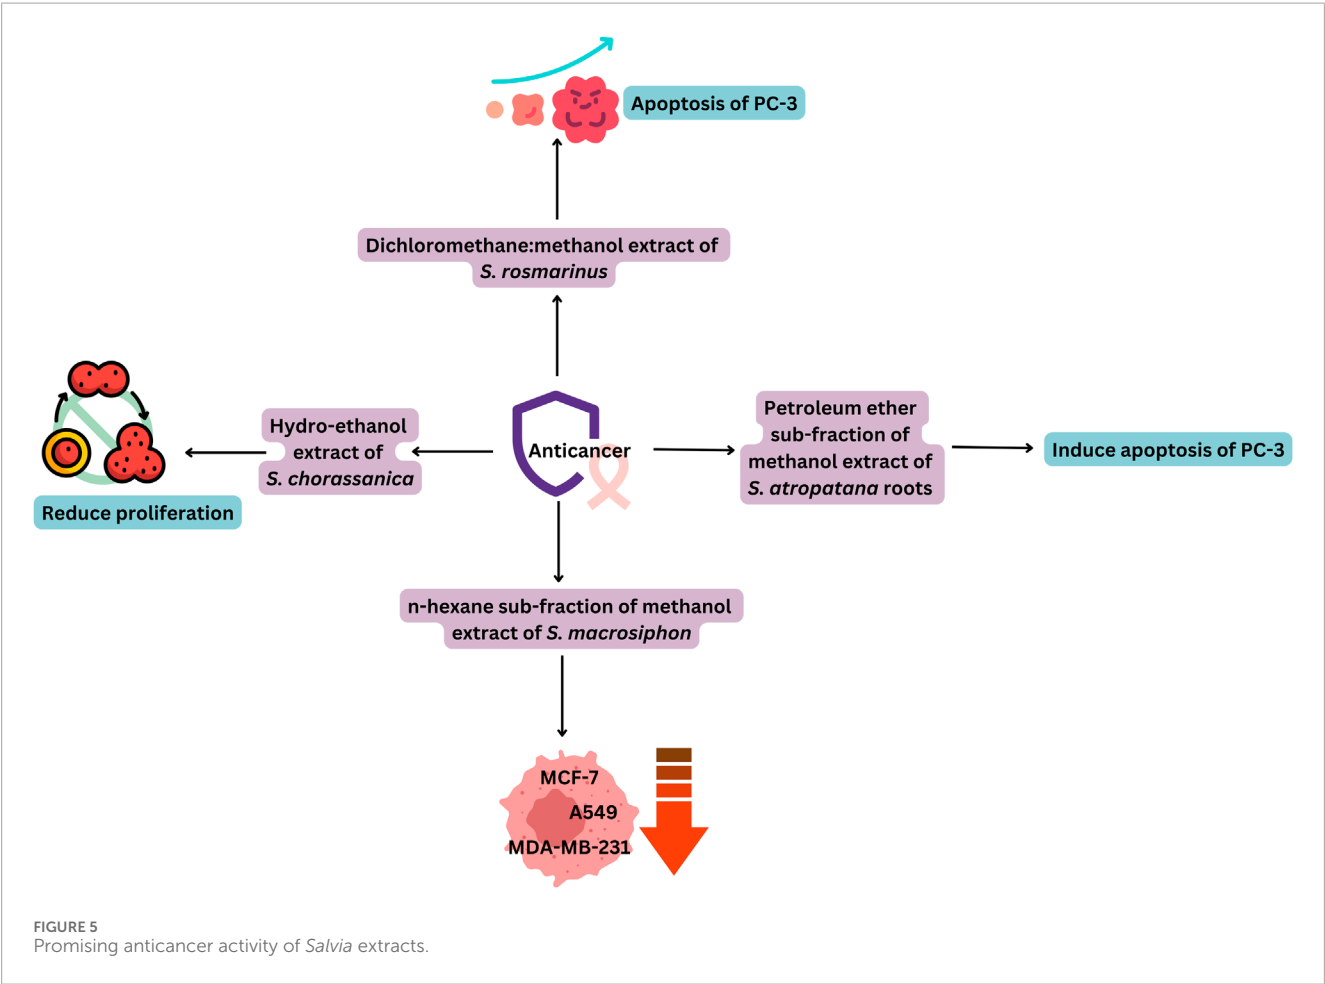 Apoptosis of PC-3
Dichloromethane:methanol extract of
S. rosmarinus
Hydro-ethanol
extract of
S. chorassanica
Reduce proliferation
Anticancer
Petroleum ether
sub-fraction of
methanol extract of
S. atropatana roots
Induce apoptosis of PC-3
n-hexane sub-fraction of methanol
extract of S. macrosiphon
MCF-7
A549
MDA-MB-231
FIGURE 5
Promising anticancer activity of Salvia extracts.